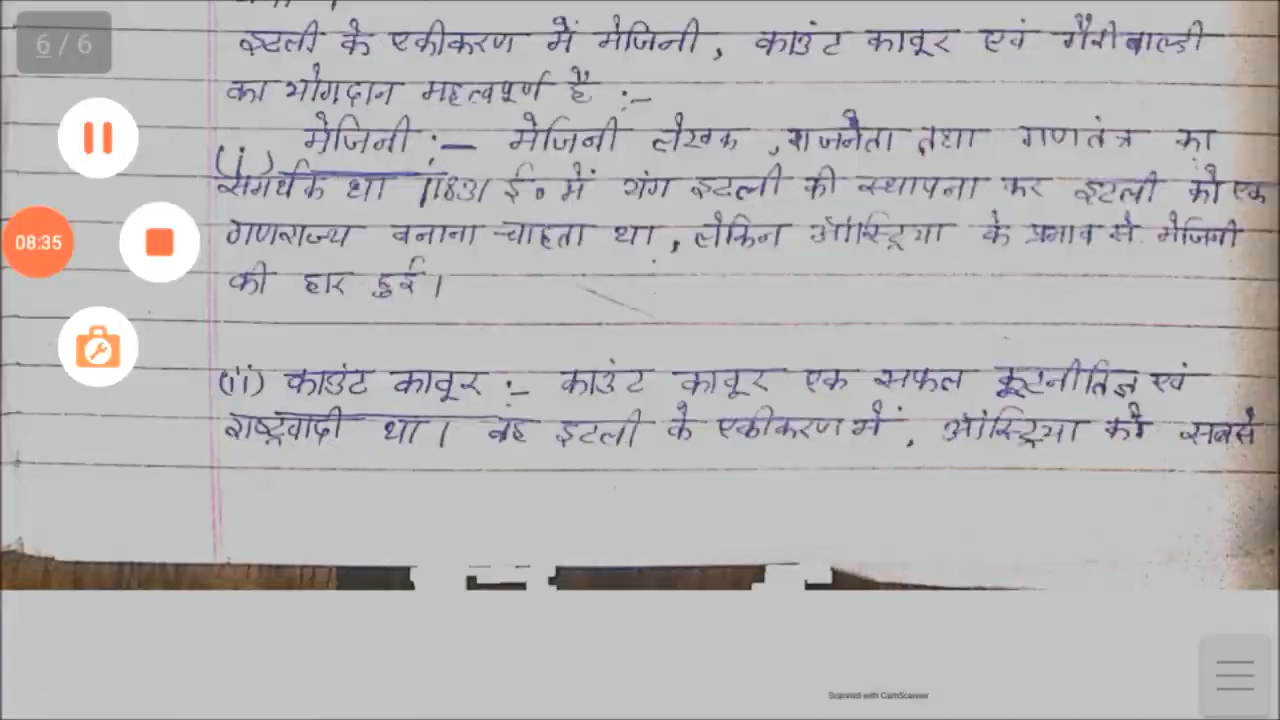 6 / 6
इटली के एकीकरण में मेजिनी, काउंट कावूर एवं गैरीबाल्डी
का योगदान महत्वपूर्ण है :-
(i) मेजिनी :- मेजिनी लेखक, राजनेता तथा गणतंत्र का
समर्थक था। 1831 ई० में यंग इटली की स्थापना कर इटली को एक
08:35
गणराज्य बनाना चाहता था, लेकिन ऑस्ट्रिया के प्रभाव से मेजिनी
की हार हुई।
(ii) काउंट कावूर :- काउंट कावूर एक सफल कूटनीतिज्ञ एवं
राष्ट्रवादी था। वह इटली के एकीकरण में, ऑस्ट्रिया को सबसे
Scanned with CamScanner